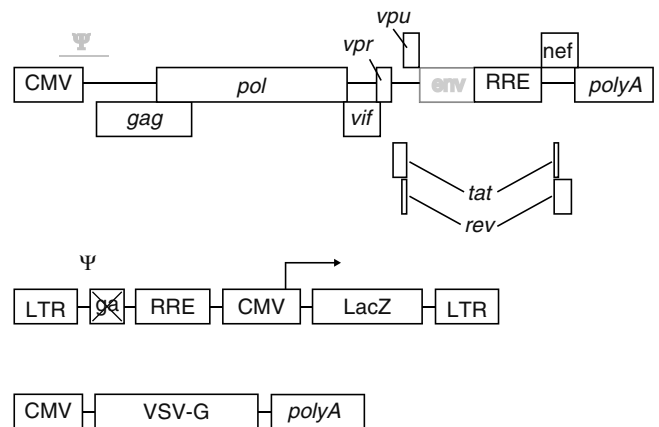 vpu
Ψ
vpr
nef
CMV pol env RRE polyA
gag vif
tat
rev
Ψ
LTR ga RRE CMV LacZ LTR
CMV VSV-G polyA